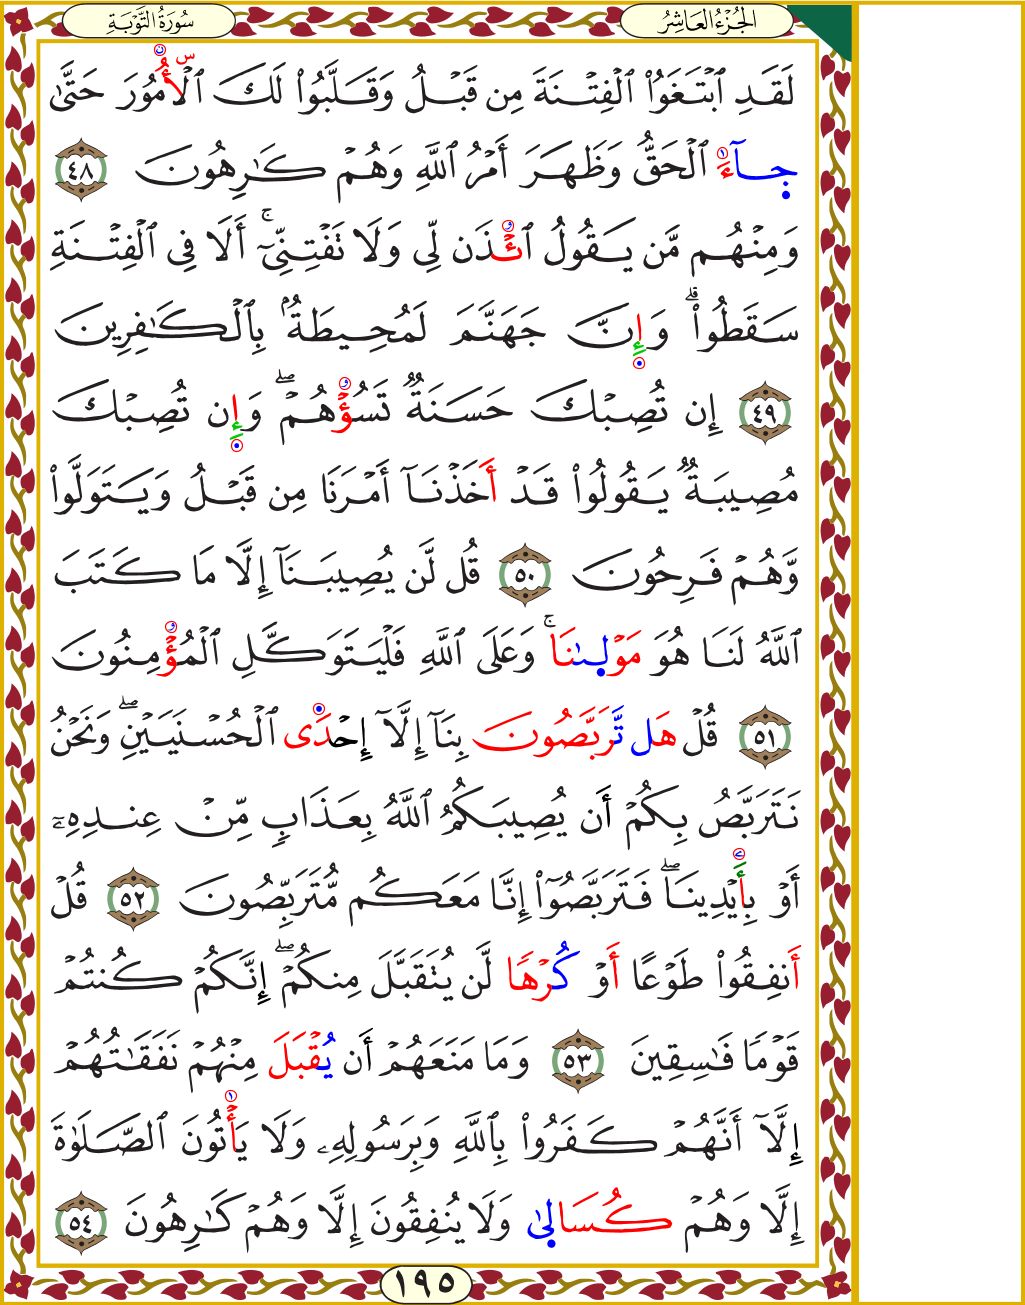 الجُزْءُ العَاشِرُ
سُورَةُ التَّوْبَةِ
لَقَدِ ٱبۡتَغَوُاْ ٱلۡفِتۡنَةَ مِن قَبۡلُ وَقَلَّبُواْ لَكَ ٱلۡأُمُورَ حَتَّىٰ
جَآءَ ٱلۡحَقُّ وَظَهَرَ أَمۡرُ ٱللَّهِ وَهُمۡ كَٰرِهُونَ ٤٨
وَمِنۡهُم مَّن يَقُولُ ٱئۡذَن لِّي وَلَا تَفۡتِنِّيٓۚ أَلَا فِي ٱلۡفِتۡنَةِ
سَقَطُواْۗ وَإِنَّ جَهَنَّمَ لَمُحِيطَةُۢ بِٱلۡكَٰفِرِينَ
٤٩ إِن تُصِبۡكَ حَسَنَةٞ تَسُؤۡهُمۡۖ وَإِن تُصِبۡكَ
مُصِيبَةٞ يَقُولُواْ قَدۡ أَخَذۡنَآ أَمۡرَنَا مِن قَبۡلُ وَيَتَوَلَّواْ
وَّهُمۡ فَرِحُونَ ٥٠ قُل لَّن يُصِيبَنَآ إِلَّا مَا كَتَبَ
ٱللَّهُ لَنَا هُوَ مَوۡلَىٰنَاۚ وَعَلَى ٱللَّهِ فَلۡيَتَوَكَّلِ ٱلۡمُؤۡمِنُونَ
٥١ قُلۡ هَل تَّرَبَّصُونَ بِنَآ إِلَّآ إِحۡدَى ٱلۡحُسۡنَيَيۡنِۖ وَنَحۡنُ
نَتَرَبَّصُ بِكُمۡ أَن يُصِيبَكُمُ ٱللَّهُ بِعَذَابٖ مِّنۡ عِندِهِۦٓ
أَوۡ بِأَيۡدِينَاۖ فَتَرَبَّصُوٓاْ إِنَّا مَعَكُم مُّتَرَبِّصُونَ ٥٢ قُلۡ
أَنفِقُواْ طَوۡعًا أَوۡ كُرۡهٗا لَّن يُتَقَبَّلَ مِنكُمۡۖ إِنَّكُمۡ كُنتُمۡ
قَوۡمٗا فَٰسِقِينَ ٥٣ وَمَا مَنَعَهُمۡ أَن يُقۡبَلَ مِنۡهُمۡ نَفَقَٰتُهُمۡ
إِلَّآ أَنَّهُمۡ كَفَرُواْ بِٱللَّهِ وَبِرَسُولِهِۦ وَلَا يَأۡتُونَ ٱلصَّلَوٰةَ
إِلَّا وَهُمۡ كُسَالَىٰ وَلَا يُنفِقُونَ إِلَّا وَهُمۡ كَٰرِهُونَ ٥٤
١٩٥